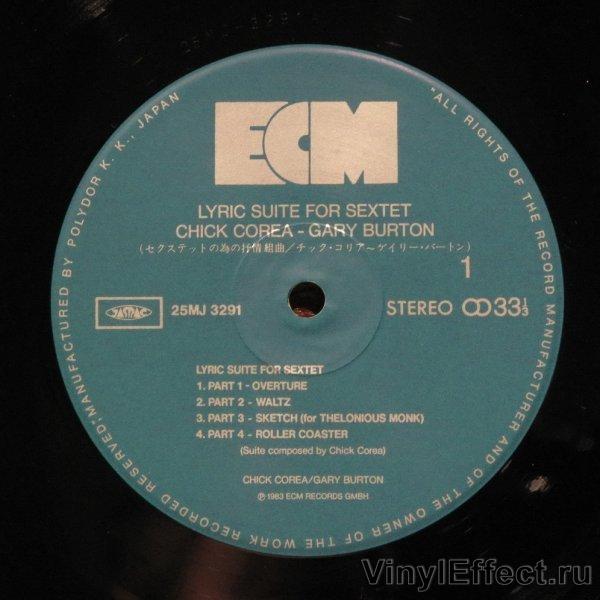 25MJ 3291
ECM
LYRIC SUITE FOR SEXTET
CHICK COREA - GARY BURTON
(セクステットの為の抒情組曲/チック・コリア〜ゲイリー・バートン)
1
JASRAC
25MJ 3291
STEREO 33 1/3
LYRIC SUITE FOR SEXTET
1. PART 1 - OVERTURE
2. PART 2 - WALTZ
3. PART 3 - SKETCH (for THELONIOUS MONK)
4. PART 4 - ROLLER COASTER
(Suite composed by Chick Corea)
CHICK COREA/GARY BURTON
℗ 1983 ECM RECORDS GMBH
"ALL RIGHTS OF THE RECORD MANUFACTURER AND OF THE OWNER OF THE WORK RECORDED RESERVED" MANUFACTURED BY POLYDOR K. K., JAPAN
VinylEffect.ru